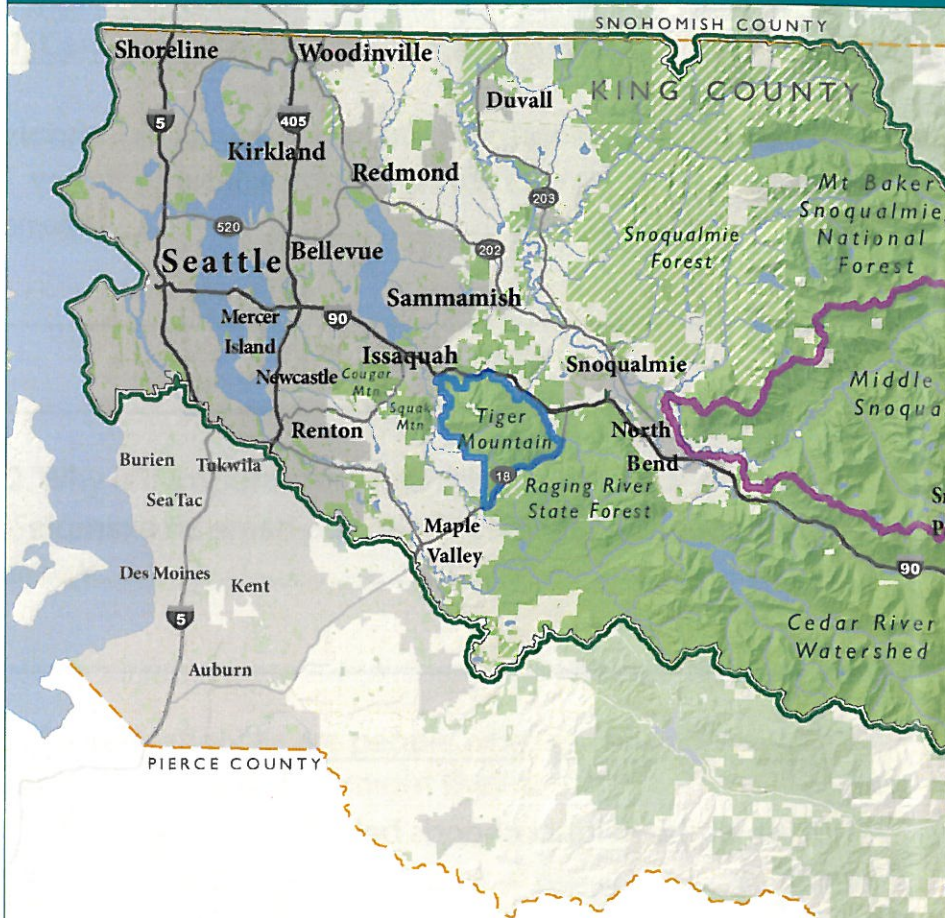 SNOHOMISH COUNTY
Shoreline
Woodinville
Duvall
KING COUNTY
5
405
Kirkland
Redmond
203
Mt Baker
Snoqualmie
National
Forest
520
Snoqualmie
Forest
202
Seattle
Bellevue
Sammamish
Mercer
Island
90
Issaquah
Snoqualmie
Newcastle
Cougar
Mtn
Middle
Snoqua
Squak
Mtn
Tiger
Mountain
Renton
North
Bend
Burien
Tukwila
18
Raging River
State Forest
SeaTac
Maple
Valley
90
Des Moines
Kent
5
Cedar River
Watershed
Auburn
PIERCE COUNTY